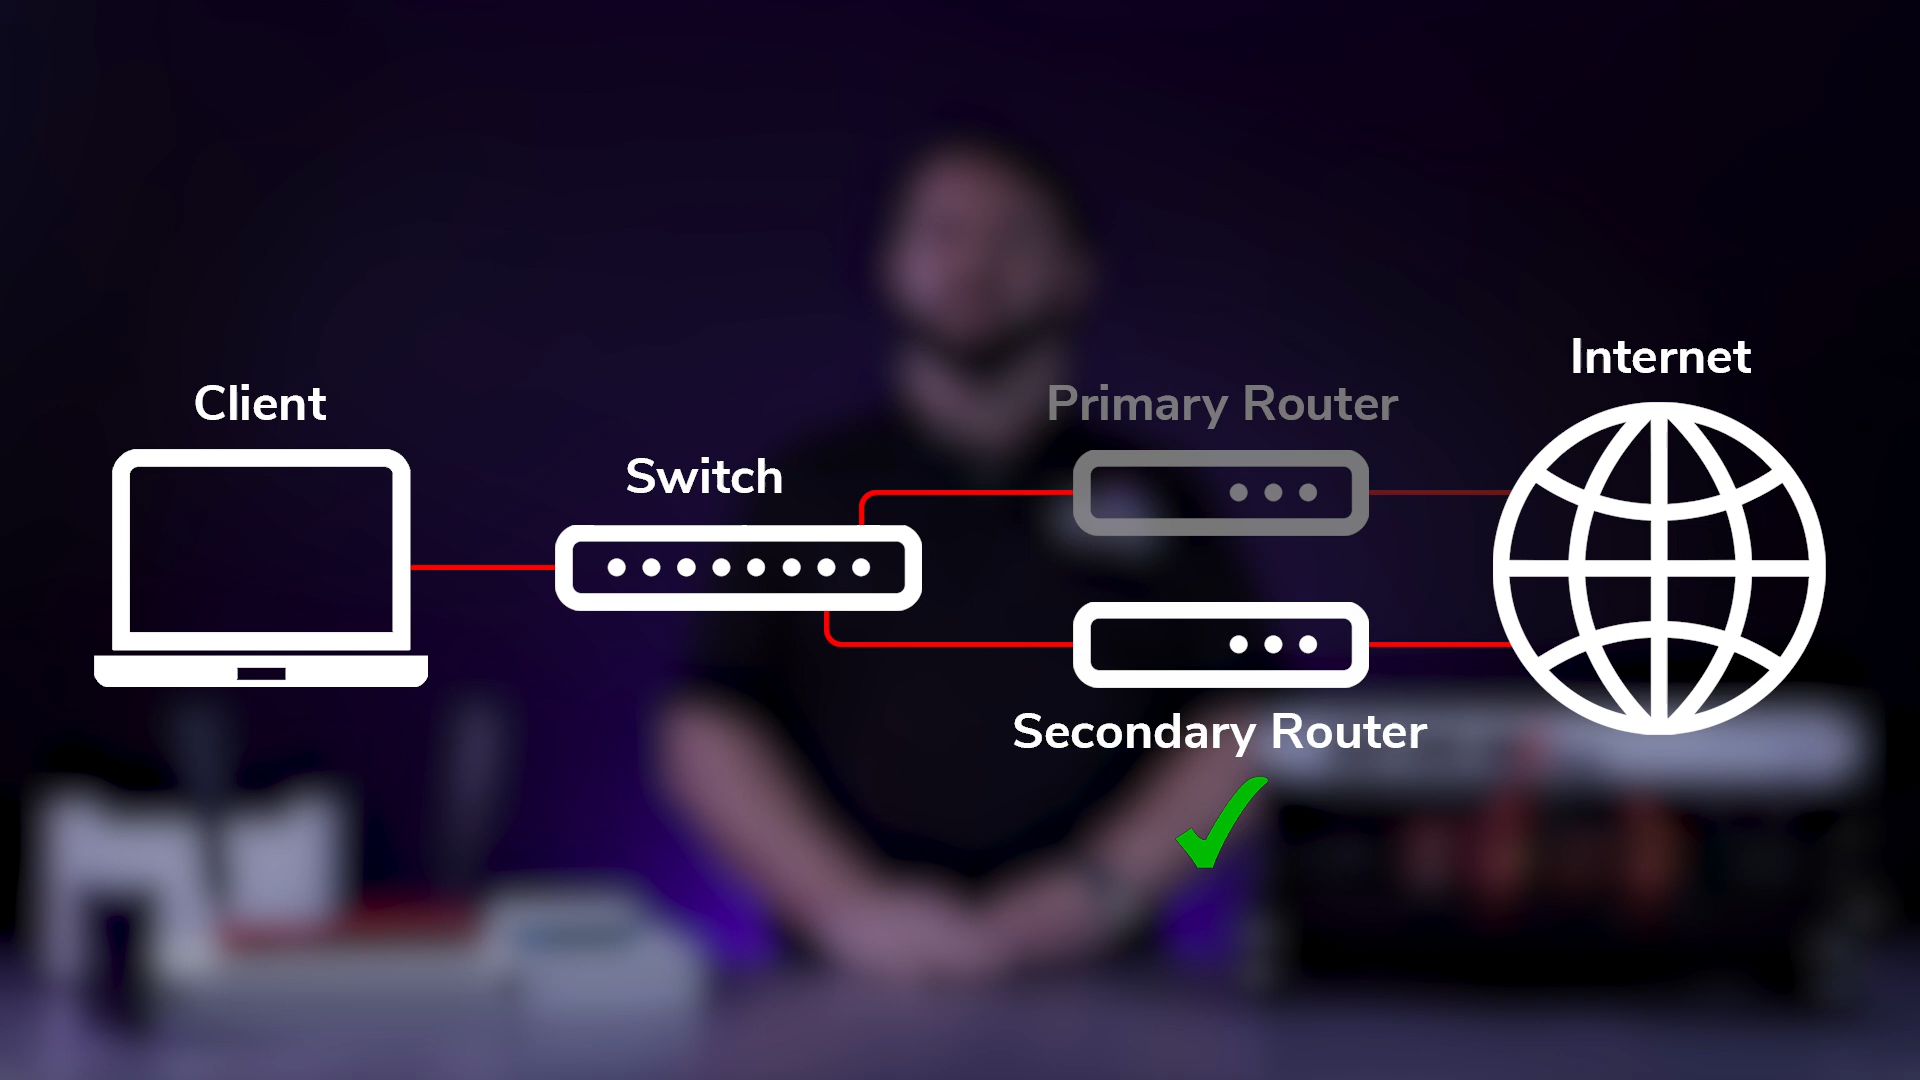 Client
Switch
Primary Router
Internet
Secondary Router